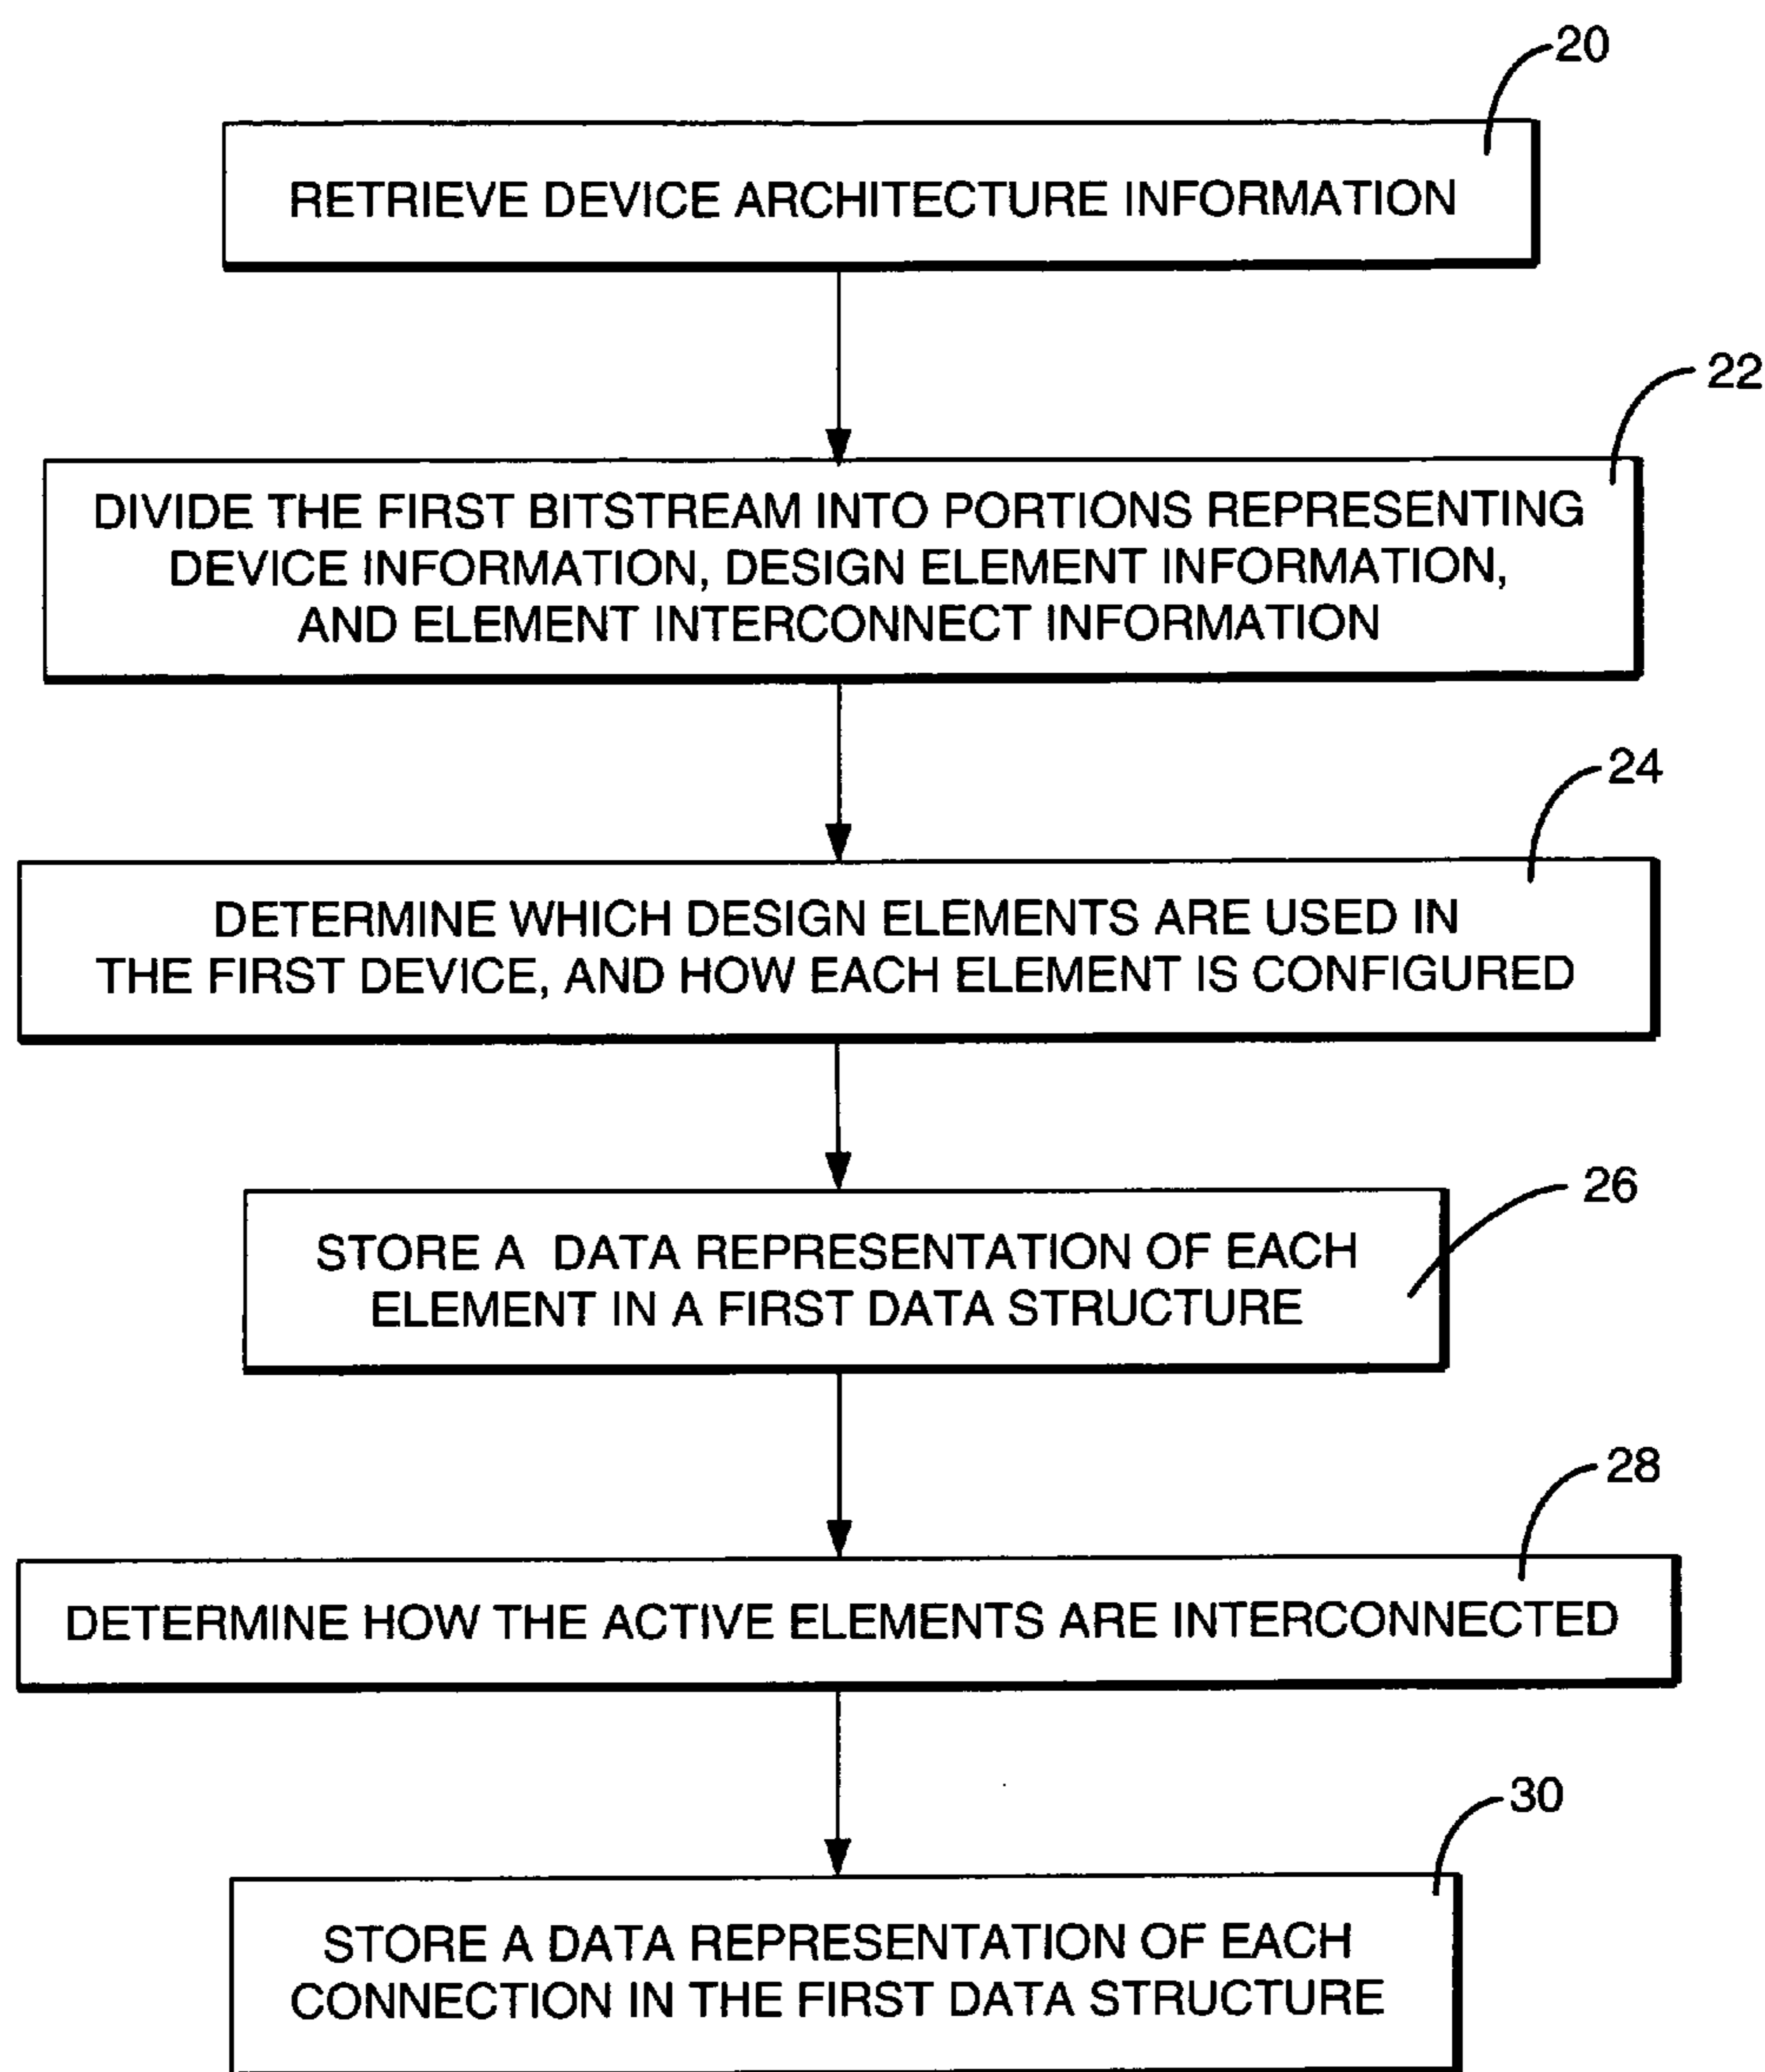 20
RETRIEVE DEVICE ARCHITECTURE INFORMATION
22
DIVIDE THE FIRST BITSTREAM INTO PORTIONS REPRESENTING
DEVICE INFORMATION, DESIGN ELEMENT INFORMATION,
AND ELEMENT INTERCONNECT INFORMATION
24
DETERMINE WHICH DESIGN ELEMENTS ARE USED IN
THE FIRST DEVICE, AND HOW EACH ELEMENT IS CONFIGURED
26
STORE A DATA REPRESENTATION OF EACH
ELEMENT IN A FIRST DATA STRUCTURE
28
DETERMINE HOW THE ACTIVE ELEMENTS ARE INTERCONNECTED
30
STORE A DATA REPRESENTATION OF EACH
CONNECTION IN THE FIRST DATA STRUCTURE